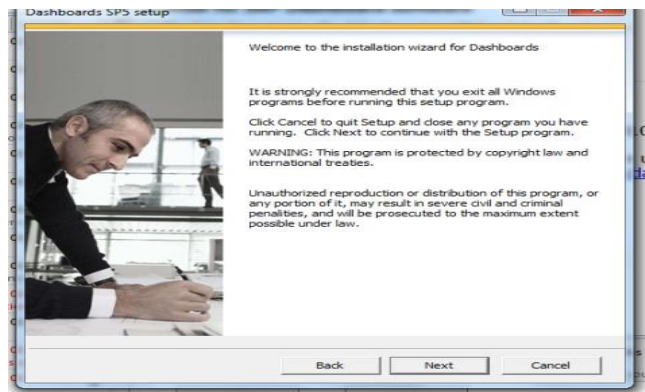 Dashboards SP5 setup
Welcome to the installation wizard for Dashboards
It is strongly recommended that you exit all Windows
programs before running this setup program.
Click Cancel to quit Setup and close any program you have
running. Click Next to continue with the Setup program.
WARNING: This program is protected by copyright law and
international treaties.
Unauthorized reproduction or distribution of this program, or
any portion of it, may result in severe civil and criminal
penalities, and will be prosecuted to the maximum extent
possible under law.
Back
Next
Cancel